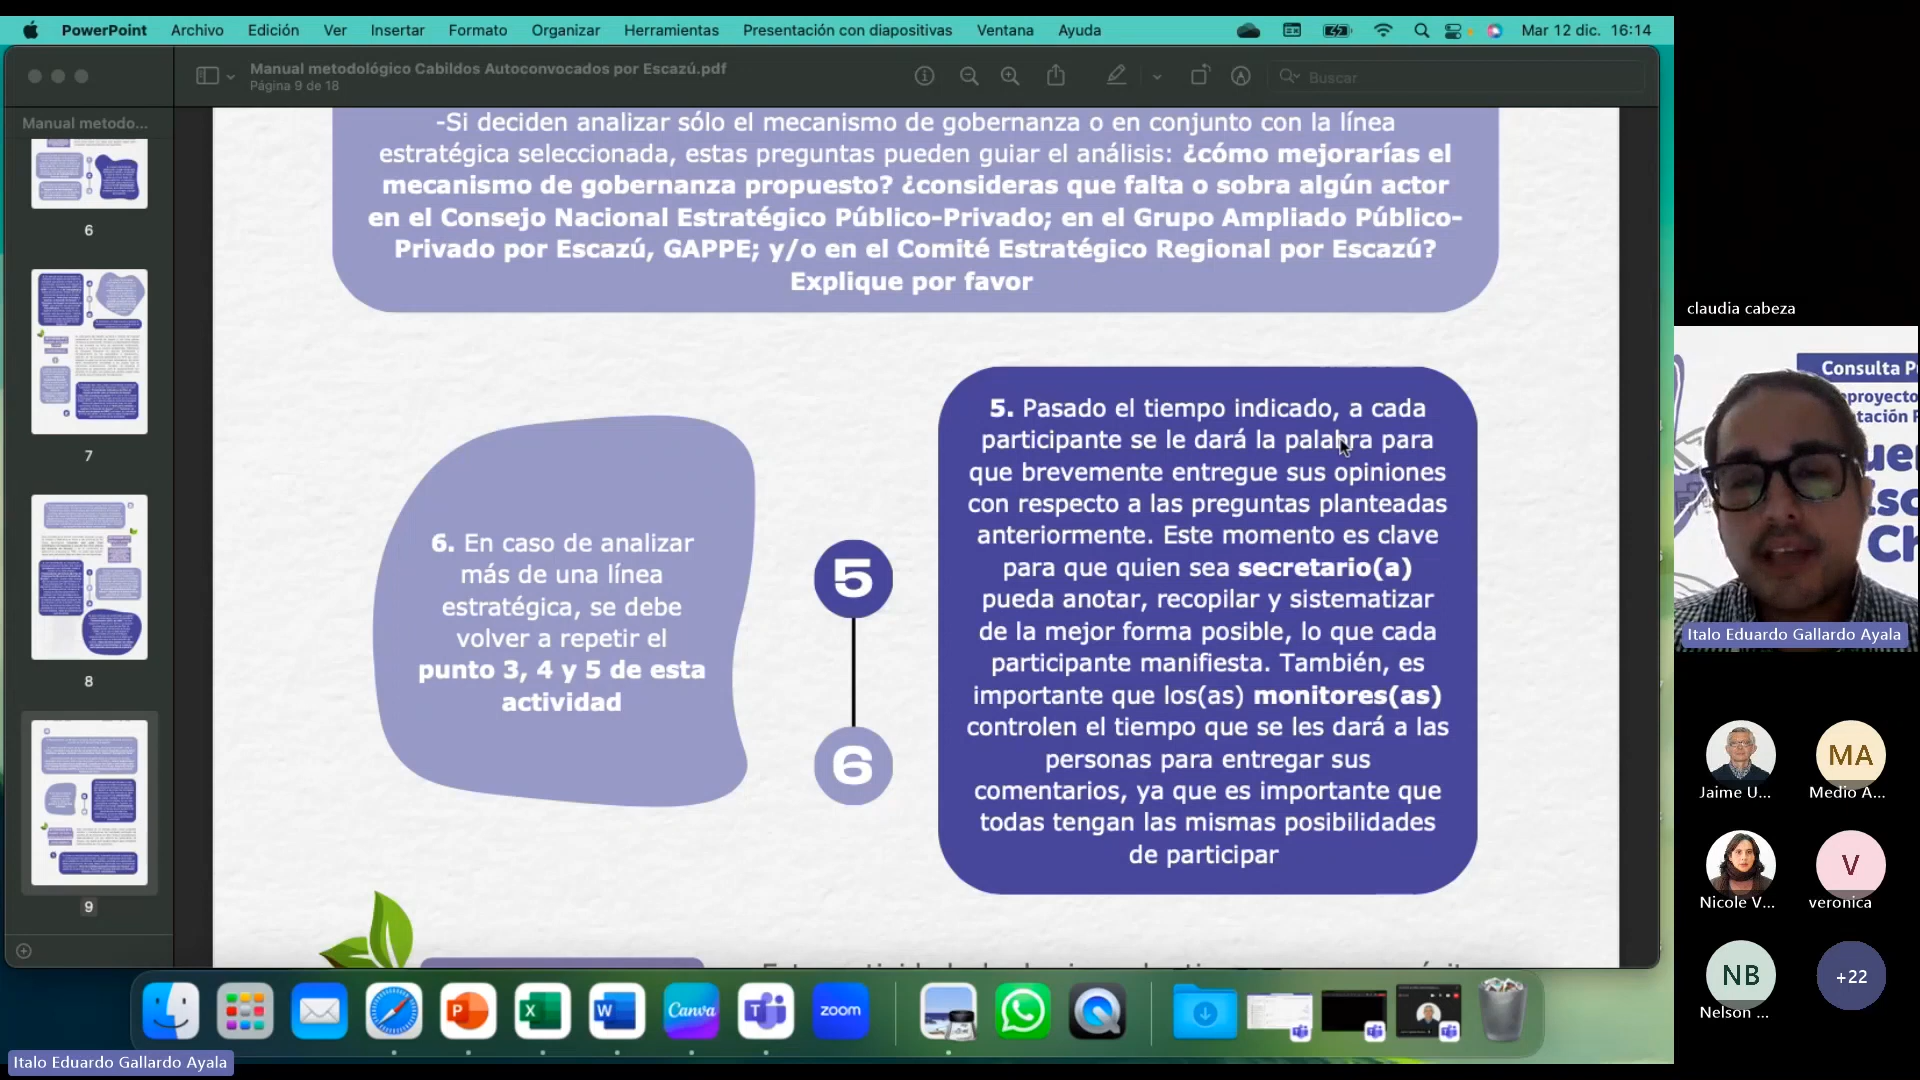 PowerPoint Archivo Edición Ver Insertar Formato Organizar Herramientas Presentación con diapositivas Ventana Ayuda
Mar 12 dic. 16:14
Manual metodológico Cabildos Autoconvocados por Escazú.pdf
Página 9 de 18
Buscar
Manual metodo...
6
7
8
9
-Si deciden analizar sólo el mecanismo de gobernanza o en conjunto con la línea
estratégica seleccionada, estas preguntas pueden guiar el análisis: ¿cómo mejorarías el
mecanismo de gobernanza propuesto? ¿consideras que falta o sobra algún actor
en el Consejo Nacional Estratégico Público-Privado; en el Grupo Ampliado Público-
Privado por Escazú, GAPPE; y/o en el Comité Estratégico Regional por Escazú?
Explique por favor
5. Pasado el tiempo indicado, a cada
participante se le dará la palabra para
que brevemente entregue sus opiniones
con respecto a las preguntas planteadas
anteriormente. Este momento es clave
para que quien sea secretario(a)
pueda anotar, recopilar y sistematizar
de la mejor forma posible, lo que cada
participante manifiesta. También, es
importante que los(as) monitores(as)
controlen el tiempo que se les dará a las
personas para entregar sus
comentarios, ya que es importante que
todas tengan las mismas posibilidades
de participar
5
6
6. En caso de analizar
más de una línea
estratégica, se debe
volver a repetir el
punto 3, 4 y 5 de esta
actividad
Canva
zoom
claudia cabeza
Consulta
Italo Eduardo Gallardo Ayala
Jaime U...
MA
Medio A...
Nicole V...
V
veronica
NB
Nelson ...
+22
Italo Eduardo Gallardo Ayala